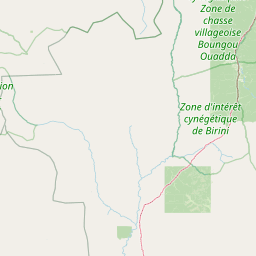 Zone de
chasse
villageoise
Boungou
Ouadda
Zone d'intérêt
cynégétique
de Birini